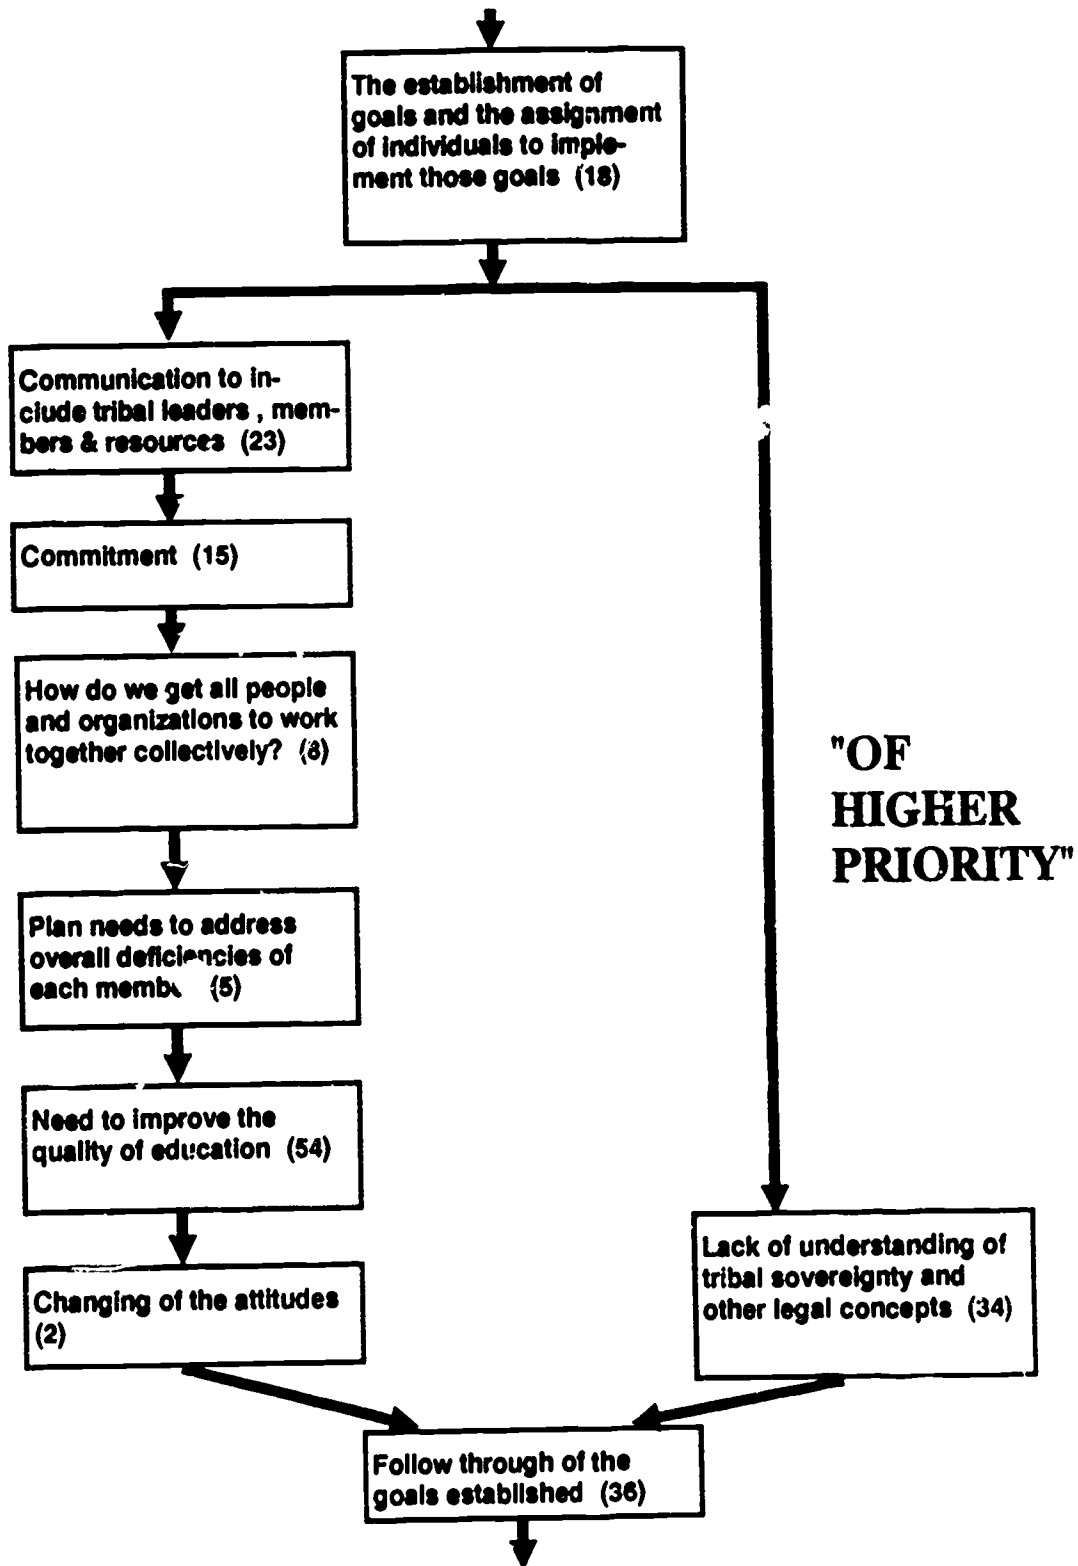 The establishment of
goals and the assignment
of individuals to imple-
ment those goals (18)
Communication to in-
clude tribal leaders , mem-
bers & resources (23)
Commitment (15)
How do we get all people
and organizations to work
together collectively? (8)
"OF
HIGHER
PRIORITY"
Plan needs to address
overall deficiencies of
each (5)
Need to improve the
quality of education (54)
Changing of the attitudes
(2)
Lack of understanding of
tribal sovereignty and
other legal concepts (34)
Follow through of the
goals established (36)